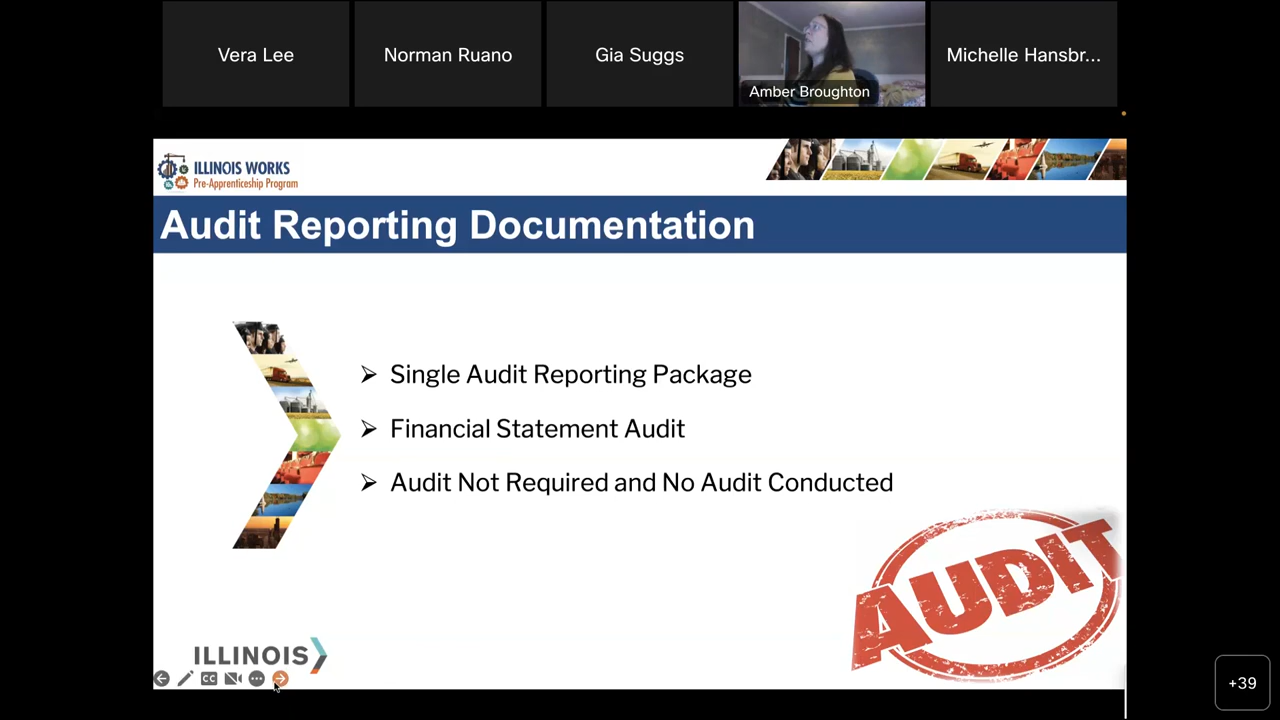 Vera Lee
Norman Ruano
Gia Suggs
Amber Broughton
Michelle Hansbr...
ILLINOIS WORKS
Pre-Apprenticeship Program
Audit Reporting Documentation
Single Audit Reporting Package
Financial Statement Audit
Audit Not Required and No Audit Conducted
AUDIT
ILLINOIS
CC
+39